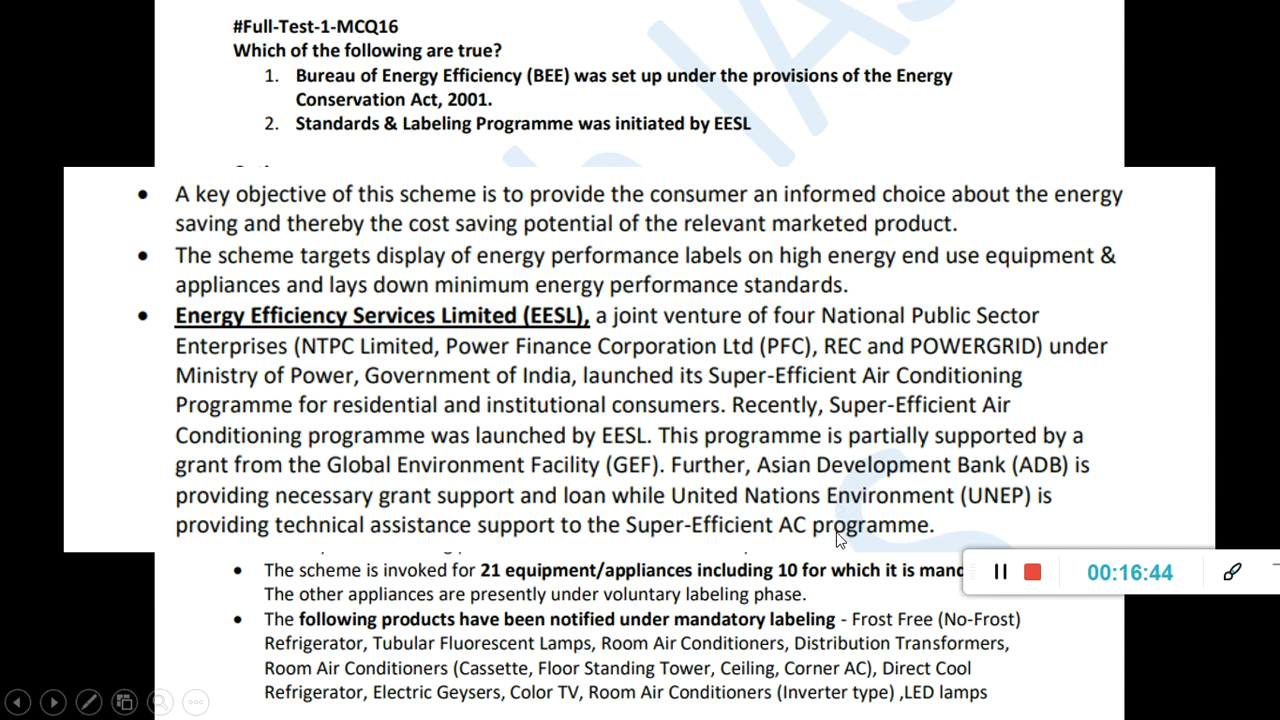 #Full-Test-1-MCQ16
Which of the following are true?
1. Bureau of Energy Efficiency (BEE) was set up under the provisions of the Energy
Conservation Act, 2001.
2. Standards & Labeling Programme was initiated by EESL
• A key objective of this scheme is to provide the consumer an informed choice about the energy
saving and thereby the cost saving potential of the relevant marketed product.
• The scheme targets display of energy performance labels on high energy end use equipment &
appliances and lays down minimum energy performance standards.
• Energy Efficiency Services Limited (EESL), a joint venture of four National Public Sector
Enterprises (NTPC Limited, Power Finance Corporation Ltd (PFC), REC and POWERGRID) under
Ministry of Power, Government of India, launched its Super-Efficient Air Conditioning
Programme for residential and institutional consumers. Recently, Super-Efficient Air
Conditioning programme was launched by EESL. This programme is partially supported by a
grant from the Global Environment Facility (GEF). Further, Asian Development Bank (ADB) is
providing necessary grant support and loan while United Nations Environment (UNEP) is
providing technical assistance support to the Super-Efficient AC programme.
• The scheme is invoked for 21 equipment/appliances including 10 for which it is mand
The other appliances are presently under voluntary labeling phase.
• The following products have been notified under mandatory labeling - Frost Free (No-Frost)
Refrigerator, Tubular Fluorescent Lamps, Room Air Conditioners, Distribution Transformers,
Room Air Conditioners (Cassette, Floor Standing Tower, Ceiling, Corner AC), Direct Cool
Refrigerator, Electric Geysers, Color TV, Room Air Conditioners (Inverter type) ,LED lamps
00:16:44